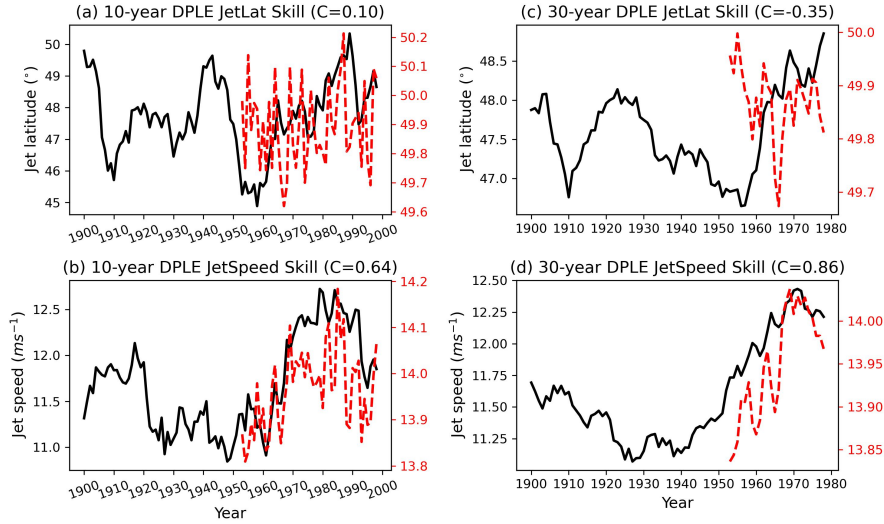 (a) 10-year DPLE JetLat Skill (C=0.10)
Jet latitude (°)
50
49
48
47
46
45
50.2
50.1
50.0
49.9
49.8
49.7
49.6
1900 1910 1920 1930 1940 1950 1960 1970 1980 1990 2000
(c) 30-year DPLE JetLat Skill (C=-0.35)
Jet latitude (°)
48.5
48.0
47.5
47.0
50.0
49.9
49.8
49.7
1900 1910 1920 1930 1940 1950 1960 1970 1980
(b) 10-year DPLE JetSpeed Skill (C=0.64)
Jet speed (ms⁻¹)
12.5
12.0
11.5
11.0
14.2
14.1
14.0
13.9
13.8
1900 1910 1920 1930 1940 1950 1960 1970 1980 1990 2000
Year
(d) 30-year DPLE JetSpeed Skill (C=0.86)
Jet speed (ms⁻¹)
12.50
12.25
12.00
11.75
11.50
11.25
14.00
13.95
13.90
13.85
1900 1910 1920 1930 1940 1950 1960 1970 1980
Year